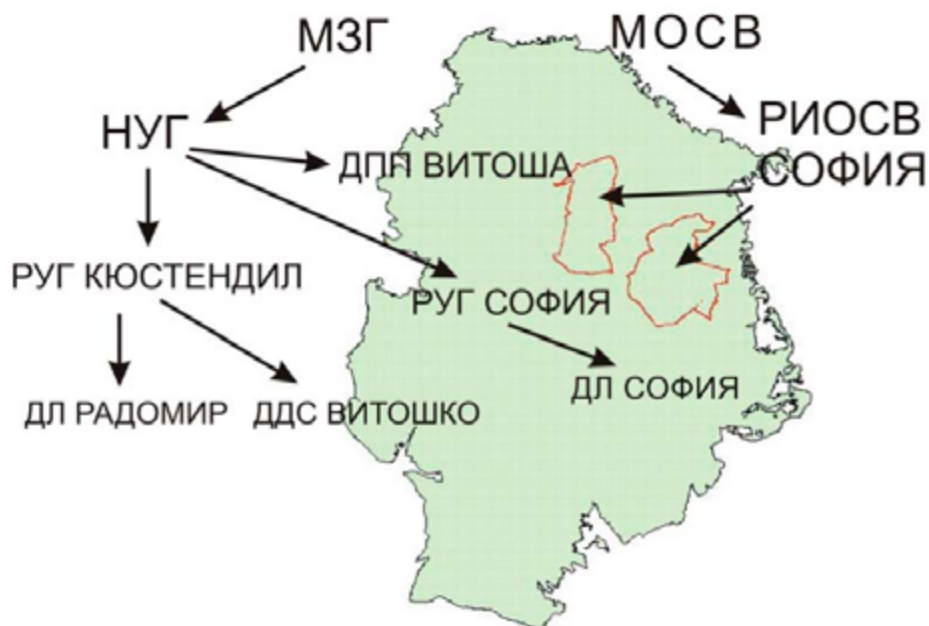 МЗГ
МОСВ
НУГ
РИОСВ
СОФИЯ
ДПП ВИТОША
РУГ КЮСТЕНДИЛ
РУГ СОФИЯ
ДЛ СОФИЯ
ДЛ РАДОМИР
ДДС ВИТОШКО